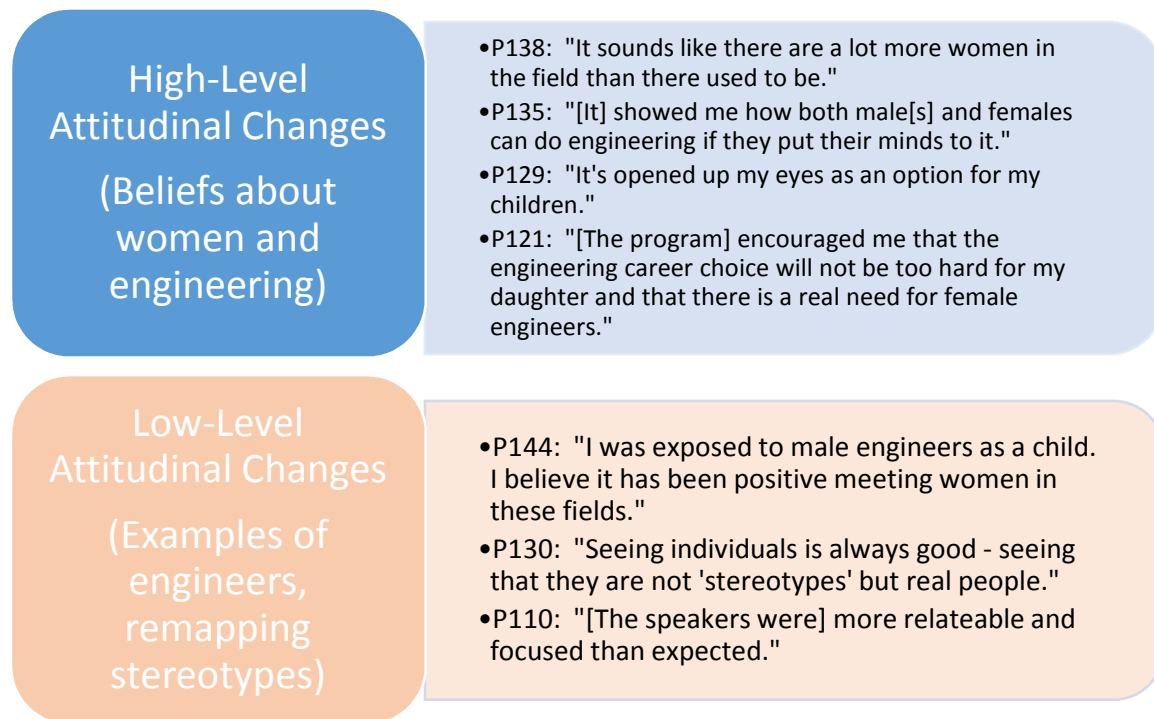 High-Level
Attitudinal Changes
(Beliefs about
women and
engineering)
•P138: "It sounds like there are a lot more women in
the field than there used to be."
•P135: "[It] showed me how both male[s] and females
can do engineering if they put their minds to it."
•P129: "It's opened up my eyes as an option for my
children."
•P121: "[The program] encouraged me that the
engineering career choice will not be too hard for my
daughter and that there is a real need for female
engineers."
Low-Level
Attitudinal Changes
(Examples of
engineers,
remapping
stereotypes)
•P144: "I was exposed to male engineers as a child.
I believe it has been positive meeting women in
these fields."
•P130: "Seeing individuals is always good - seeing
that they are not 'stereotypes' but real people."
•P110: "[The speakers were] more relateable and
focused than expected."